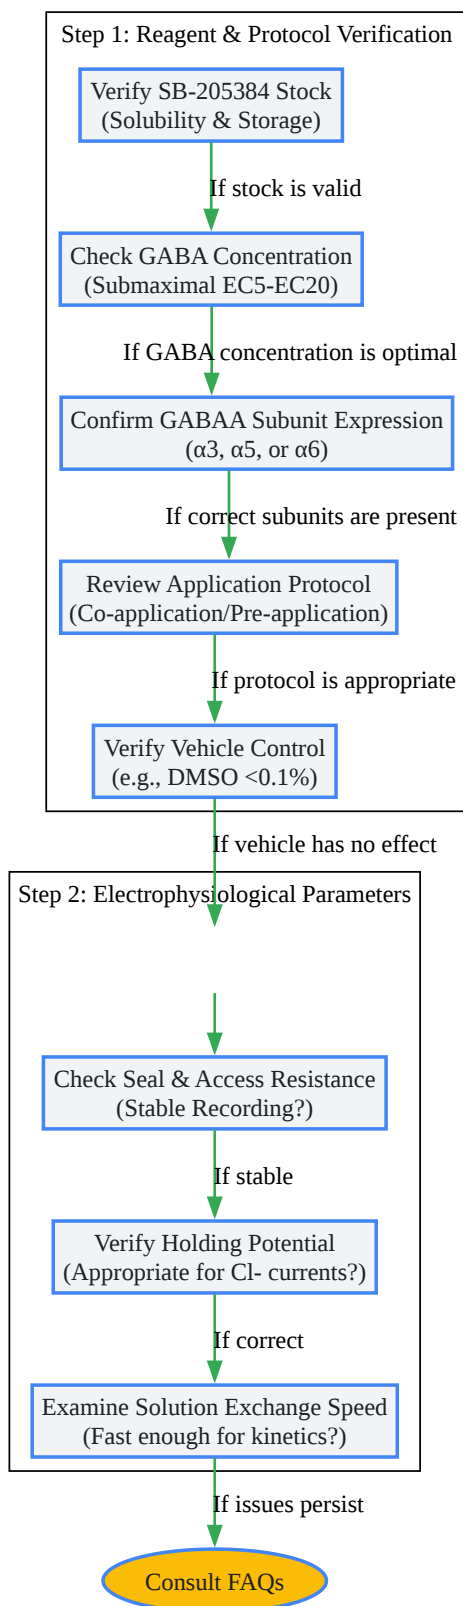 Step 1: Reagent & Protocol Verification
Verify SB-205384 Stock
(Solubility & Storage)
If stock is valid
Check GABA Concentration
(Submaximal EC5-EC20)
If GABA concentration is optimal
Confirm GABAA Subunit Expression
(α3, α5, or α6)
If correct subunits are present
Review Application Protocol
(Co-application/Pre-application)
If protocol is appropriate
Verify Vehicle Control
(e.g., DMSO <0.1%)
If vehicle has no effect
Step 2: Electrophysiological Parameters
Check Seal & Access Resistance
(Stable Recording?)
If stable
Verify Holding Potential
(Appropriate for Cl- currents?)
If correct
Examine Solution Exchange Speed
(Fast enough for kinetics?)
If issues persist
Consult FAQs